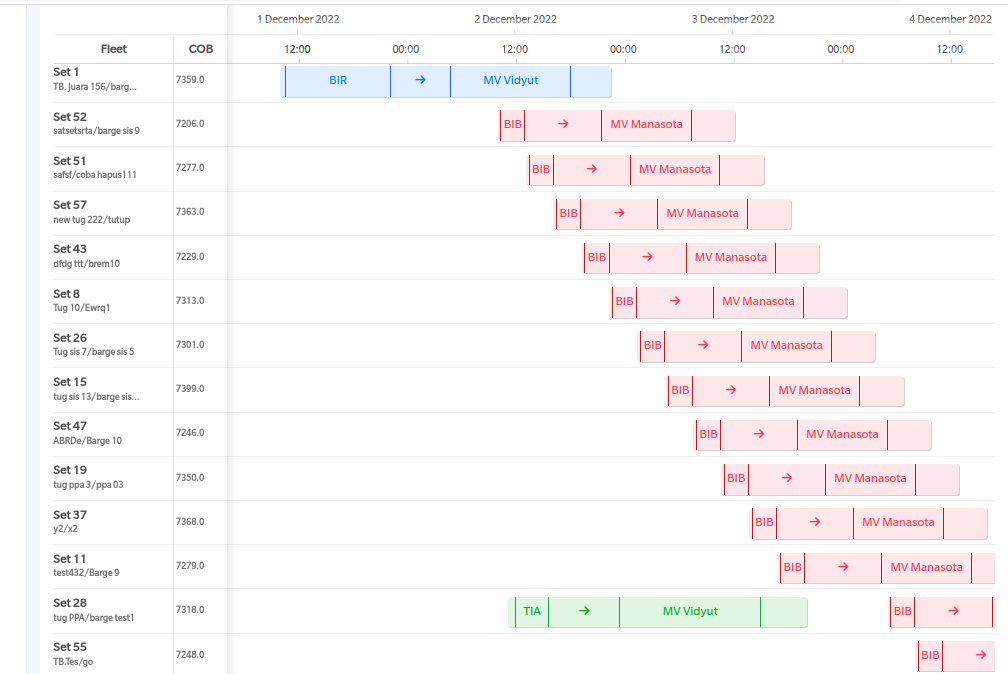 1 December 2022 2 December 2022 3 December 2022 4 December 2022
Fleet COB 12:00 00:00 12:00 00:00 12:00 00:00 12:00
Set 1
TB. Juara 156/barg... 7359.0 BIR → MV Vidyut
Set 52
satsetsrta/barge sis 9 7206.0 BIB → MV Manasota
Set 51
safsf/coba hapus111 7277.0 BIB → MV Manasota
Set 57
new tug 222/tutup 7363.0 BIB → MV Manasota
Set 43
dfdg ttt/brem10 7229.0 BIB → MV Manasota
Set 8
Tug 10/Ewrq1 7313.0 BIB → MV Manasota
Set 26
Tug sis 7/barge sis 5 7301.0 BIB → MV Manasota
Set 15
tug sis 13/barge sis... 7399.0 BIB → MV Manasota
Set 47
ABRDe/Barge 10 7246.0 BIB → MV Manasota
Set 19
tug ppa 3/ppa 03 7350.0 BIB → MV Manasota
Set 37
y2/x2 7368.0 BIB → MV Manasota
Set 11
test432/Barge 9 7279.0 BIB → MV Manasota
Set 28
tug PPA/barge test1 7318.0 TIA → MV Vidyut BIB →
Set 55
TB.Tes/go 7248.0 BIB →